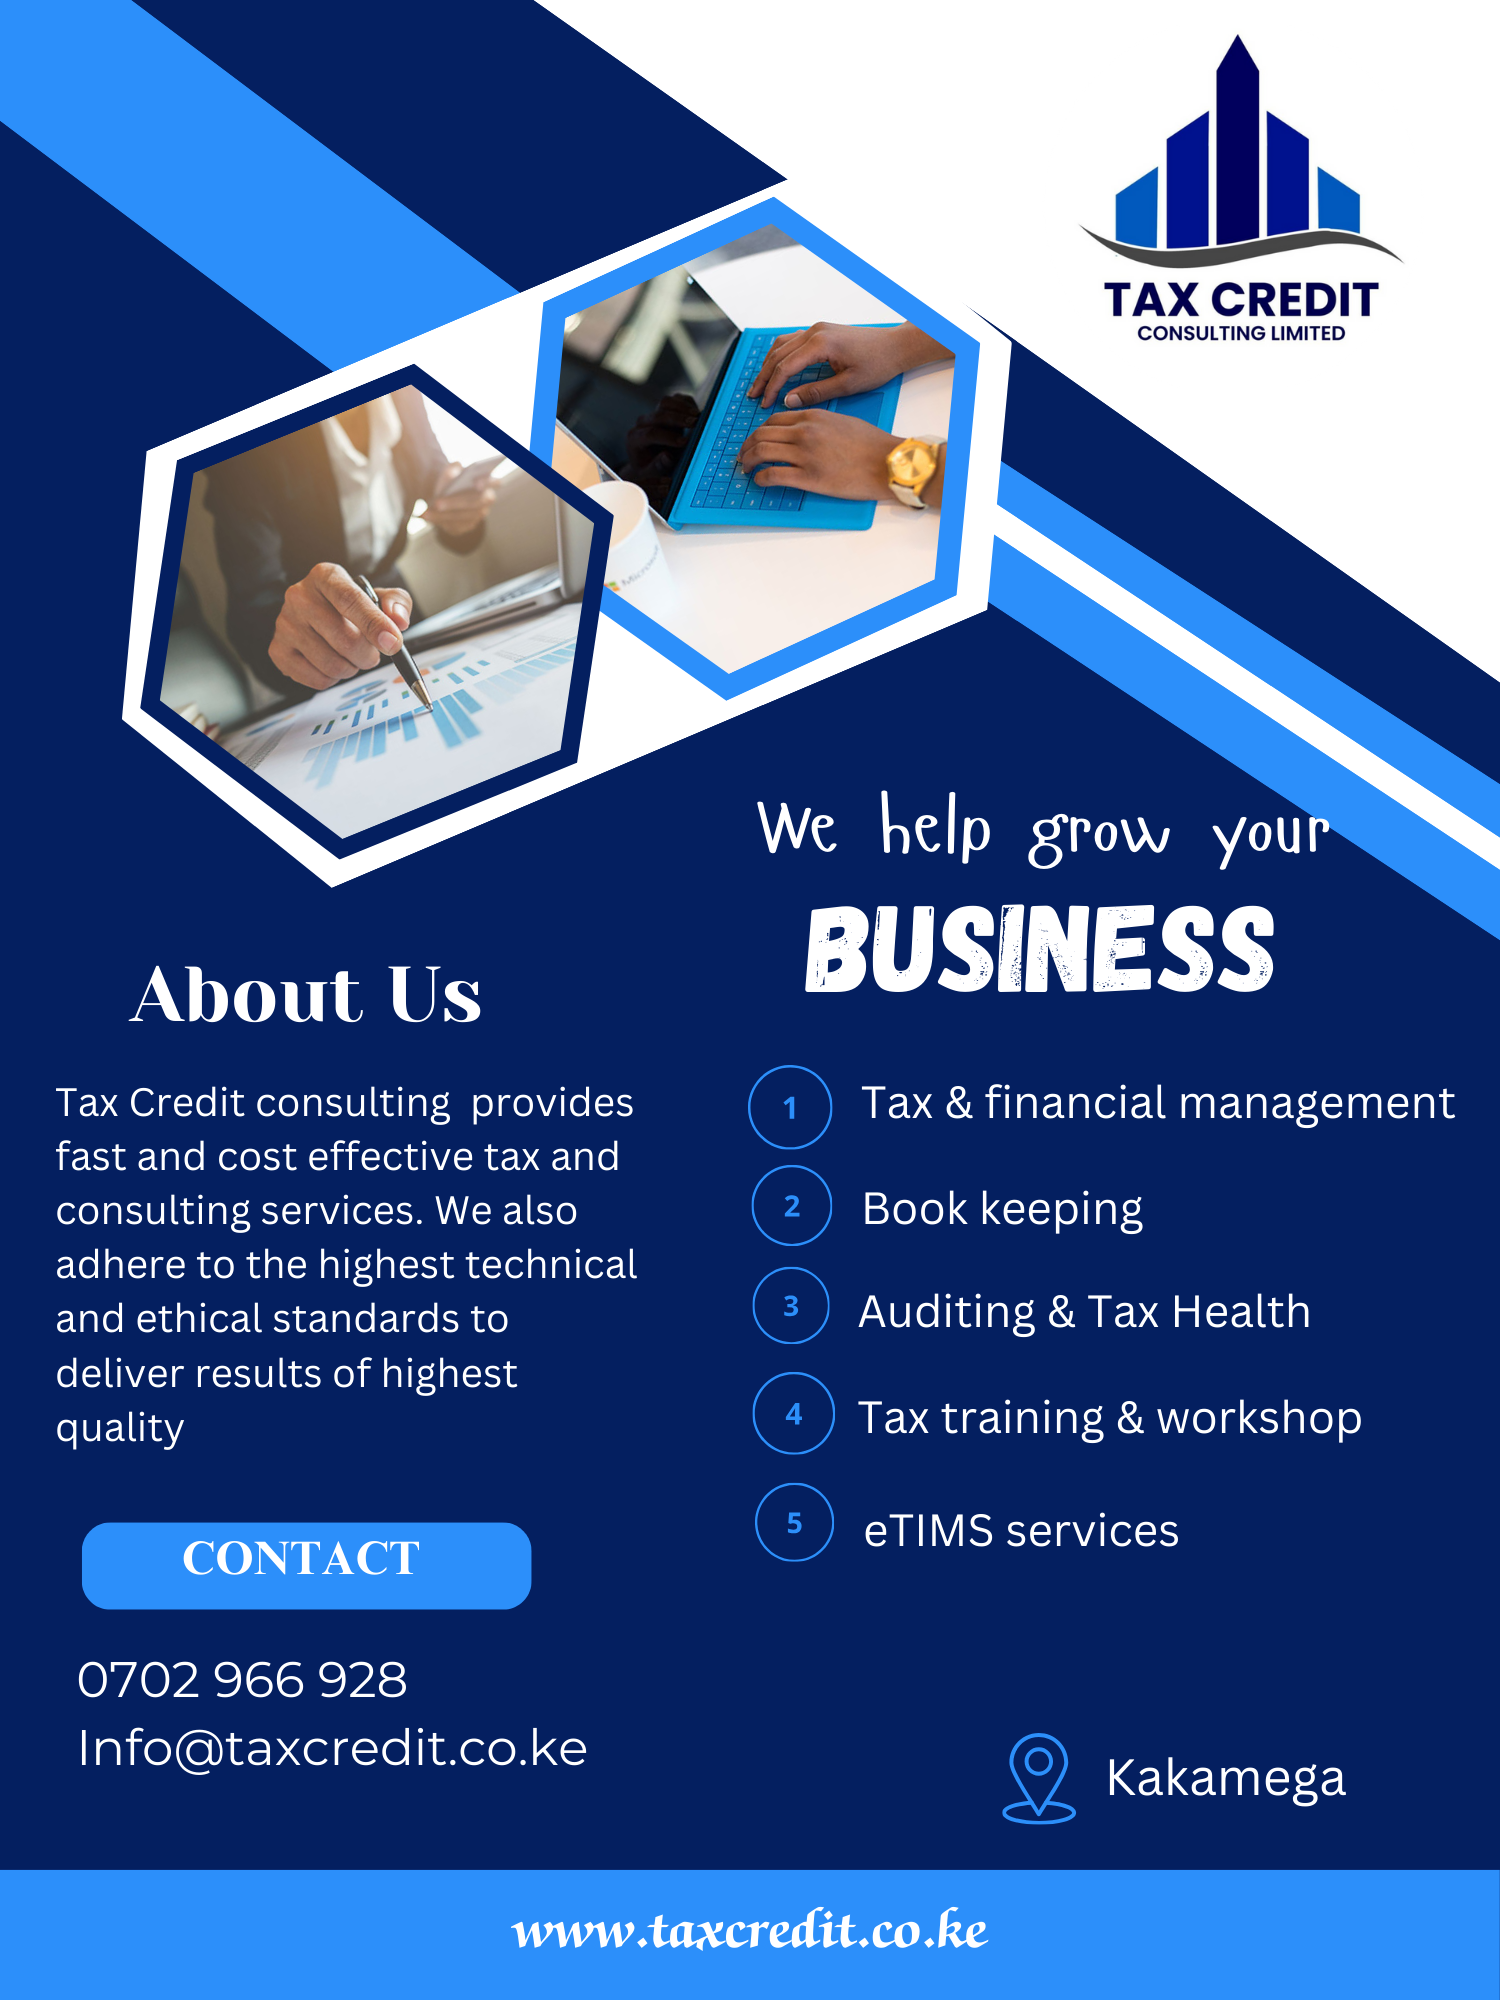 TAX CREDIT
CONSULTING LIMITED
Microsoft
We help grow your
BUSINESS
About Us
Tax Credit consulting provides
fast and cost effective tax and
consulting services. We also
adhere to the highest technical
and ethical standards to
deliver results of highest
quality
1 Tax & financial management
2 Book keeping
3 Auditing & Tax Health
4 Tax training & workshop
5 eTIMS services
CONTACT
0702 966 928
Info@taxcredit.co.ke
Kakamega
www.taxcredit.co.ke